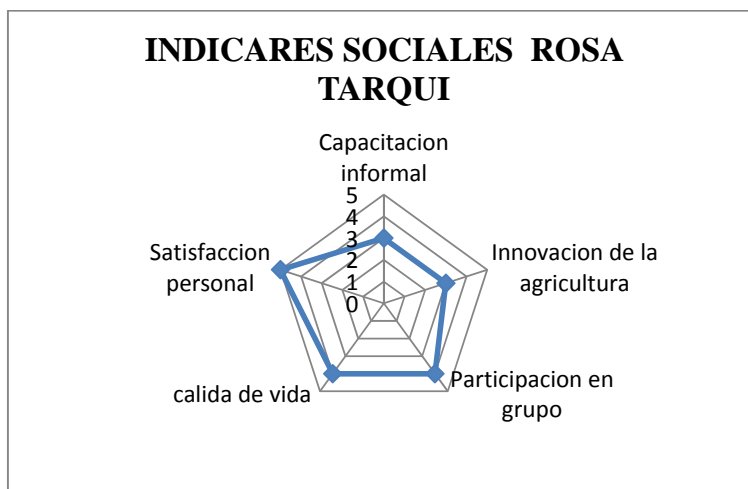 INDICARES SOCIALES  ROSA
TARQUI
Capacitacion
informal
5
4
3
2
1
0
Innovacion de la
agricultura
Participacion en
grupo
calida de vida
Satisfaccion
personal